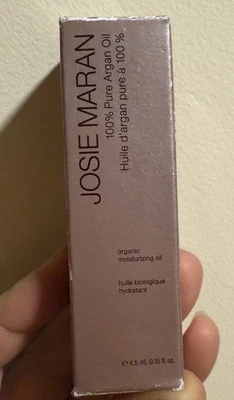 JOSIE MARAN
100% Pure Argan Oil
Huile d'argan pure à 100 %
organic
moisturizing oil
huile biologique
hydratant
℮ 4.5 mL 0.15 fl. oz.